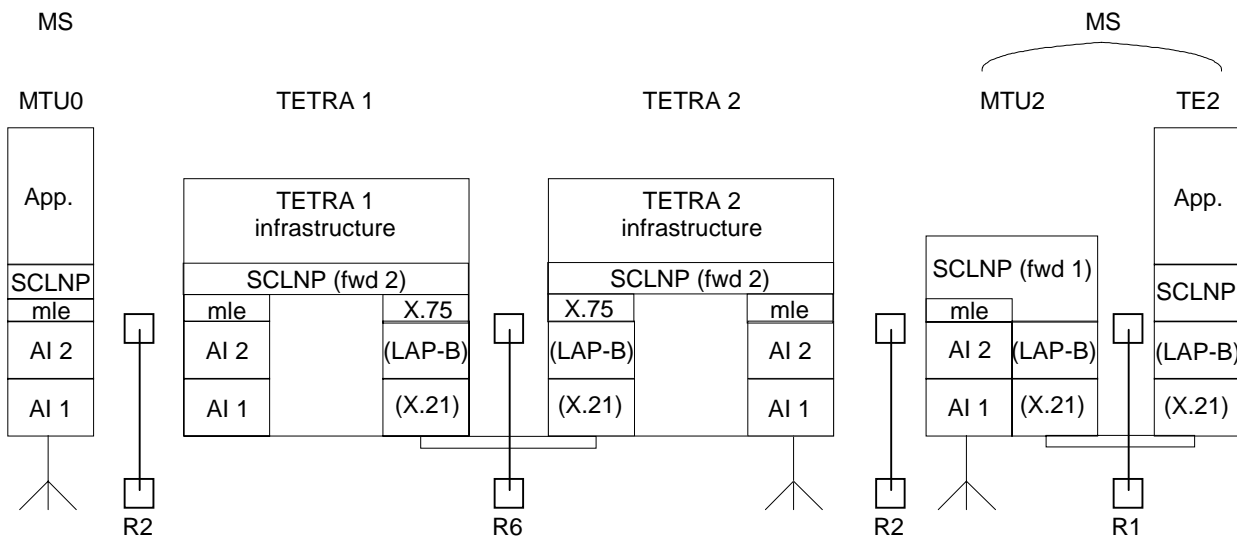 MS
MS
MTU0
TETRA 1
TETRA 2
MTU2
TE2
App.
TETRA 1
infrastructure
TETRA 2
infrastructure
App.
SCLNP
SCLNP (fwd 2)
SCLNP (fwd 2)
SCLNP (fwd 1)
SCLNP
mle
mle
X.75
X.75
mle
mle
AI 2
AI 2
(LAP-B)
(LAP-B)
AI 2
AI 2
(LAP-B)
(LAP-B)
AI 1
AI 1
(X.21)
(X.21)
AI 1
AI 1
(X.21)
(X.21)
R2
R6
R2
R1